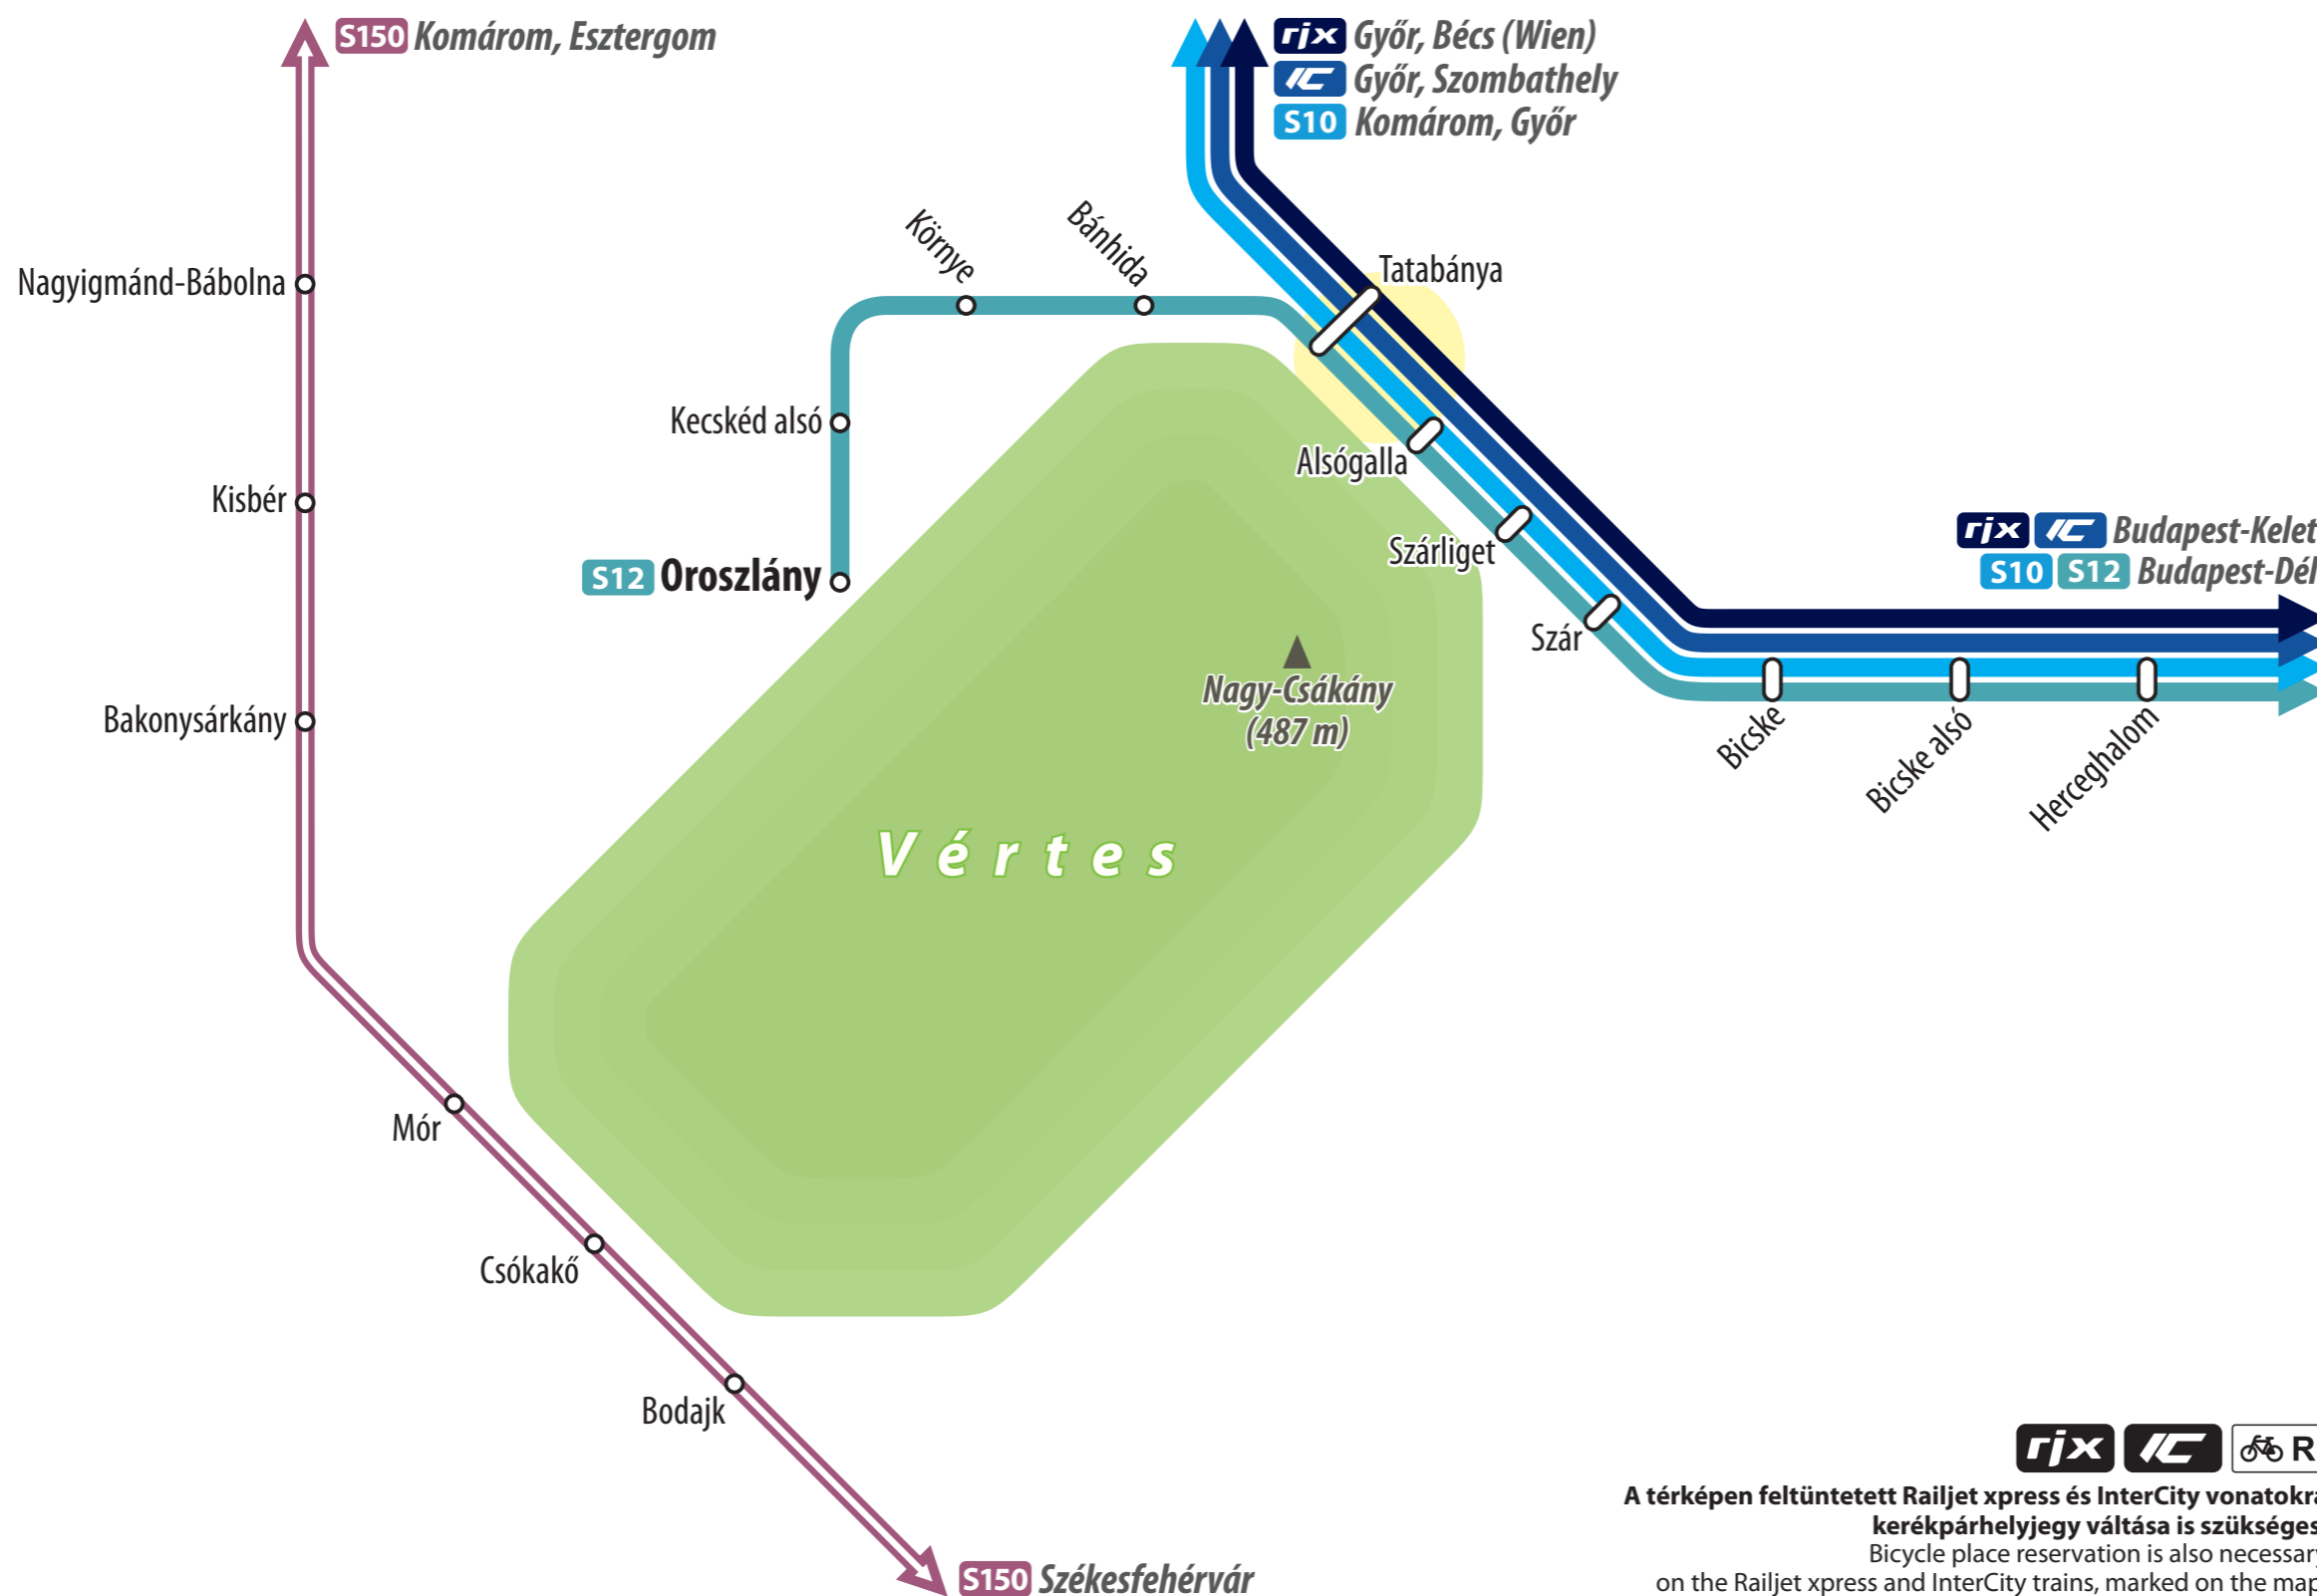 S150 Komárom, Esztergom
rjx Győr, Bécs (Wien)
IC Győr, Szombathely
S10 Komárom, Győr
Környe
Bánhida
Tatabánya
Nagyigmánd-Bábolna
Kecskéd alsó
Alsógalla
Kisbér
Szárliget
rjx IC Budapest-Kelet
S10 S12 Budapest-Dél
S12 Oroszlány
Szár
Nagy-Csákány
(487 m)
Bakonysárkány
Bicske
Bicske alsó
Herceghalom
Vértes
Mór
Csókakő
Bodajk
rjx IC R
A térképen feltüntetett Railjet xpress és InterCity vonatokra
kerékpárhelyjegy váltása is szükséges
Bicycle place reservation is also necessary
on the Railjet xpress and InterCity trains, marked on the map
S150 Székesfehérvár